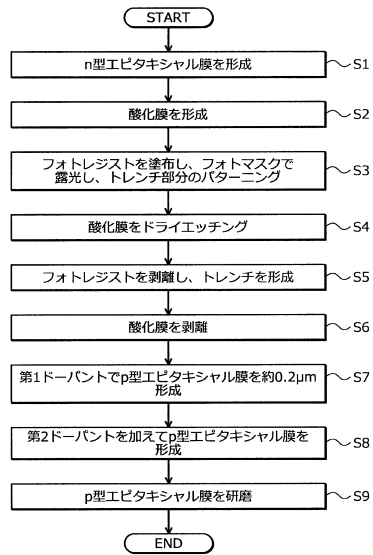 START
n型エピタキシャル膜を形成
S1
酸化膜を形成
S2
フォトレジストを塗布し、フォトマスクで
露光し、トレンチ部分のパターニング
S3
酸化膜をドライエッチング
S4
フォトレジストを剥離し、トレンチを形成
S5
酸化膜を剥離
S6
第1ドーパントでp型エピタキシャル膜を約0.2μm
形成
S7
第2ドーパントを加えてp型エピタキシャル膜を
形成
S8
p型エピタキシャル膜を研磨
S9
END